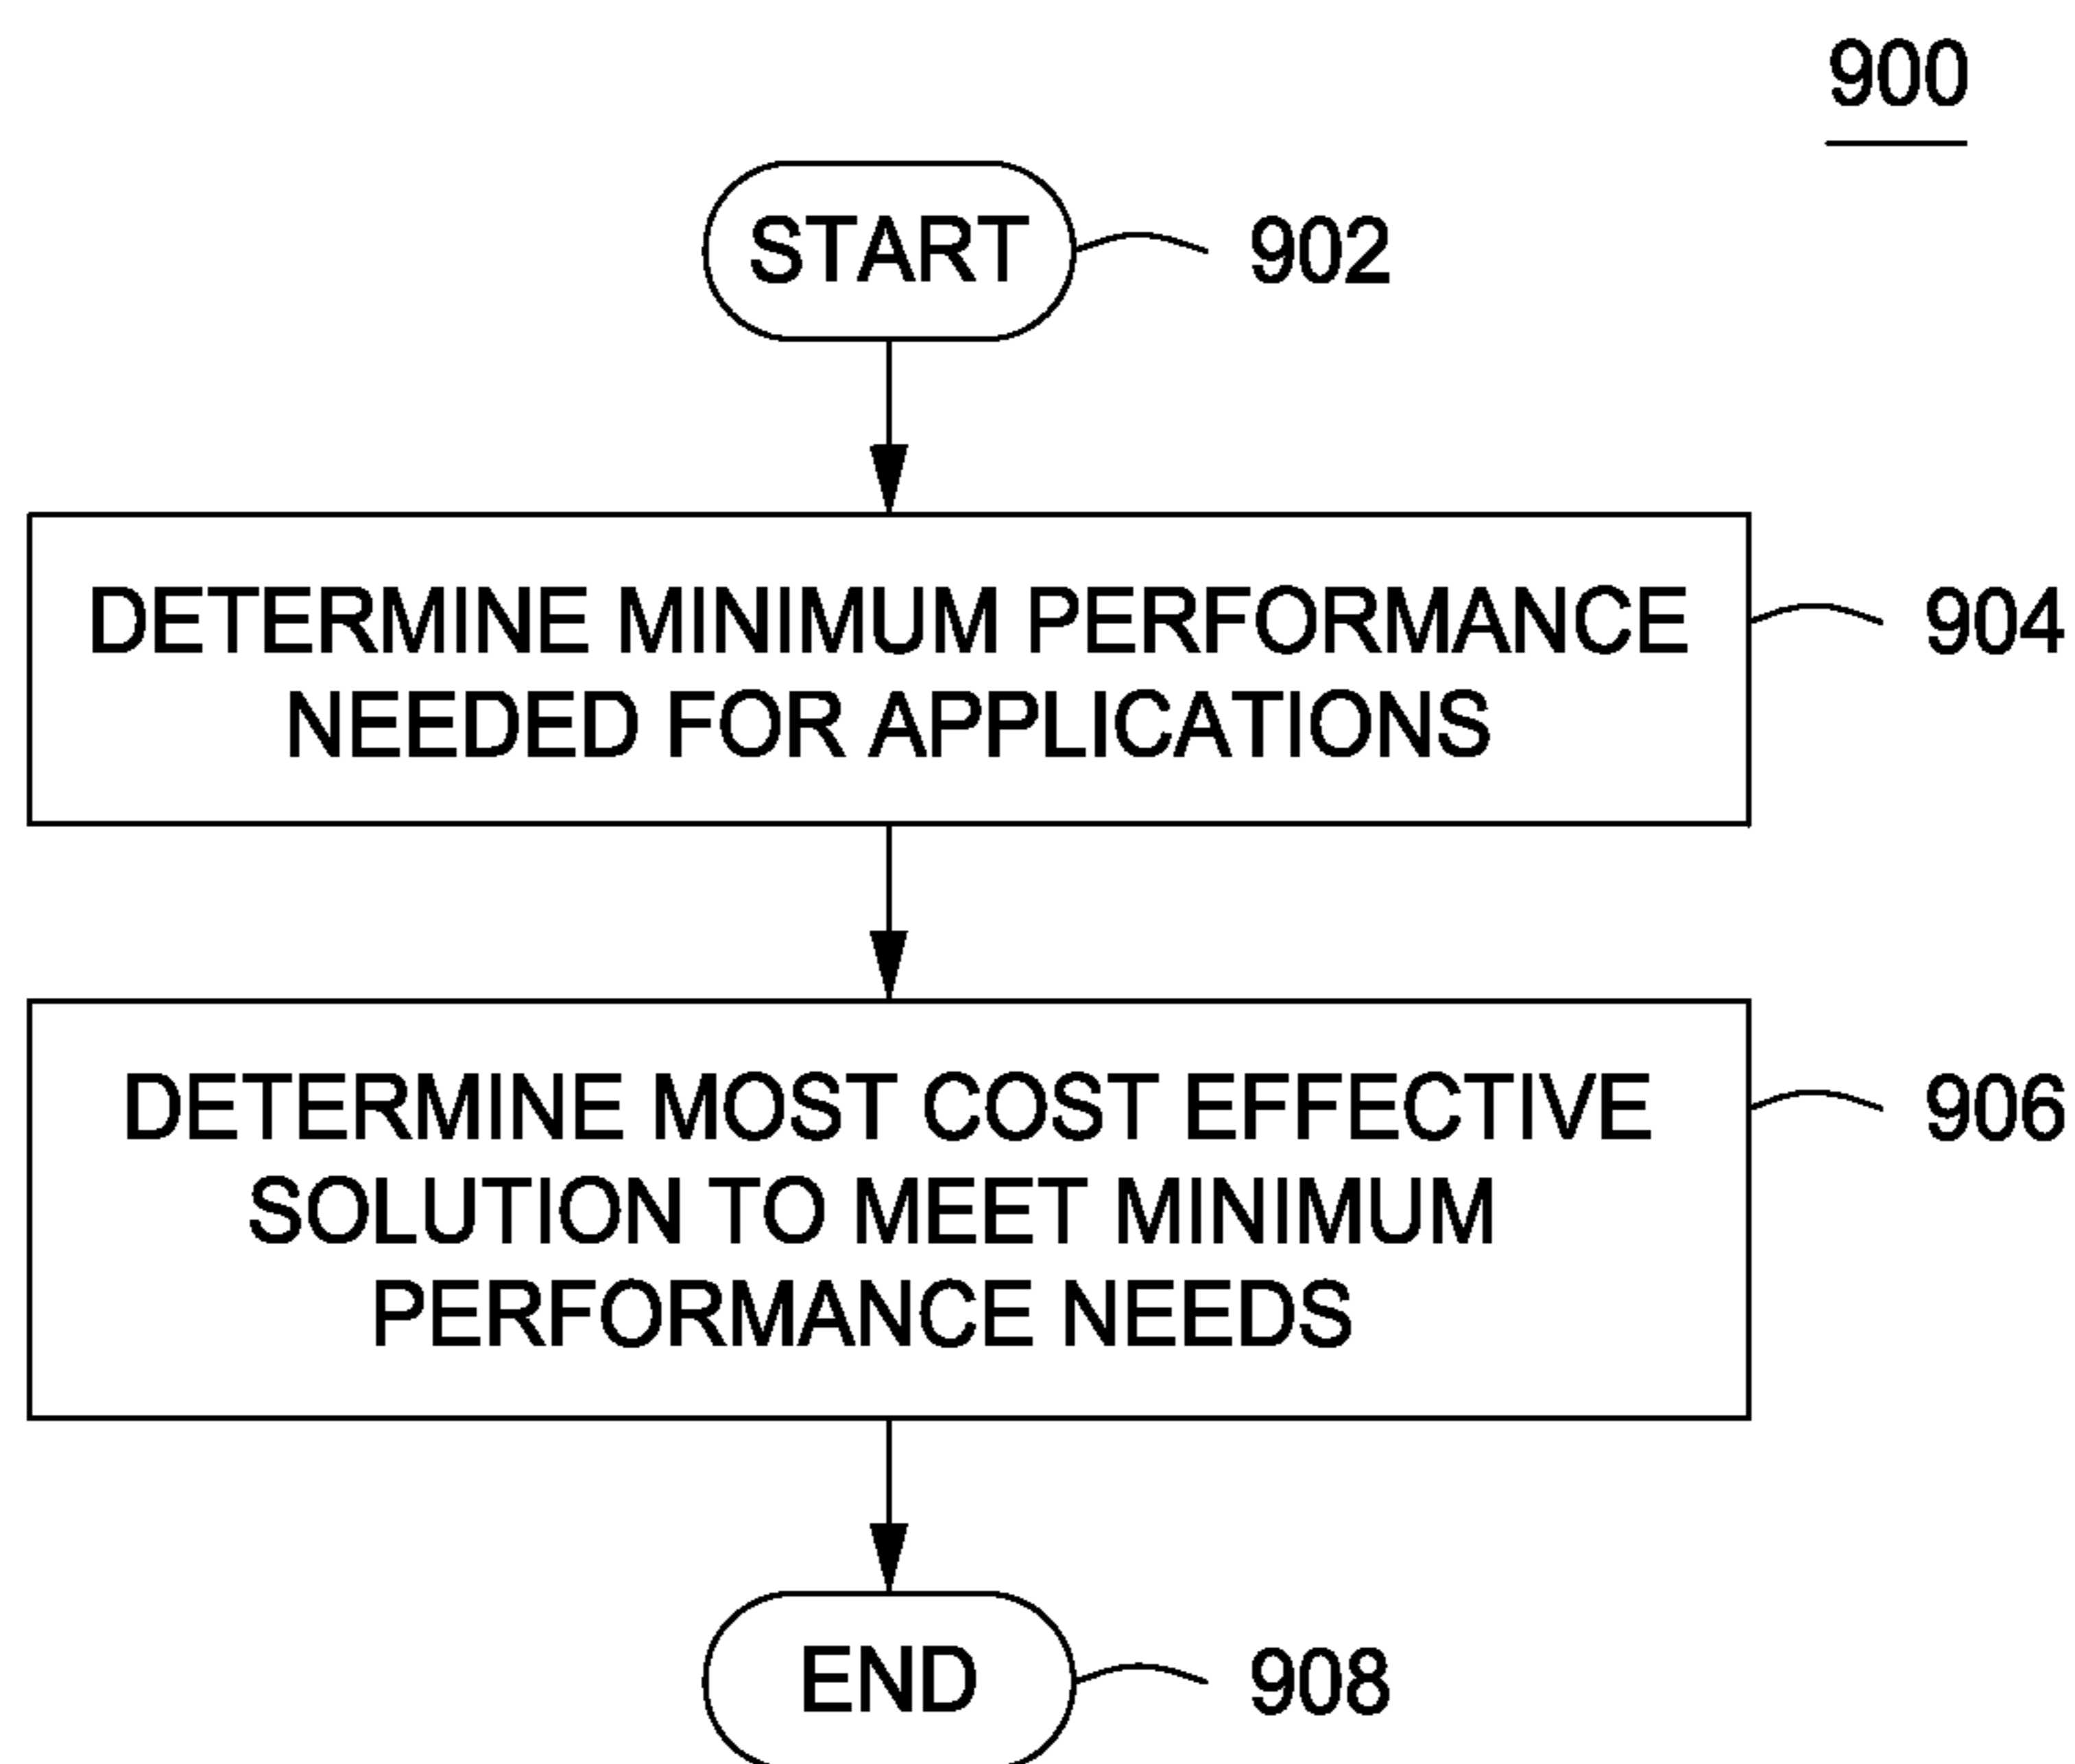 900
START
902
DETERMINE MINIMUM PERFORMANCE
NEEDED FOR APPLICATIONS
904
DETERMINE MOST COST EFFECTIVE
SOLUTION TO MEET MINIMUM
PERFORMANCE NEEDS
906
END
908